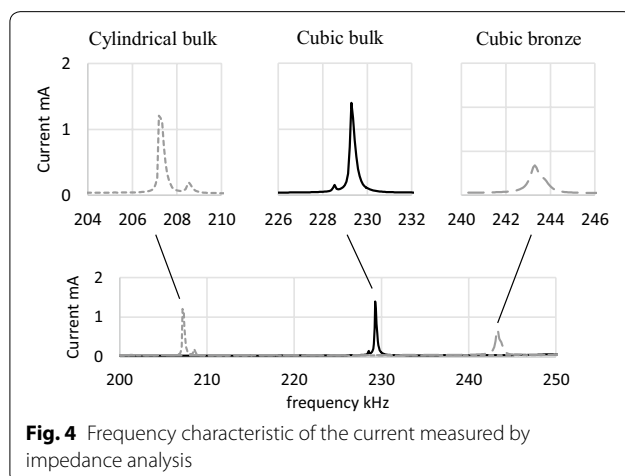 Cylindrical bulk Cubic bulk Cubic bronze
Current mA
2
1
0
204 206 208 210 226 228 230 232 240 242 244 246
Current mA
2
1
0
200 210 220 230 240 250
frequency kHz
Fig. 4 Frequency characteristic of the current measured by
impedance analysis